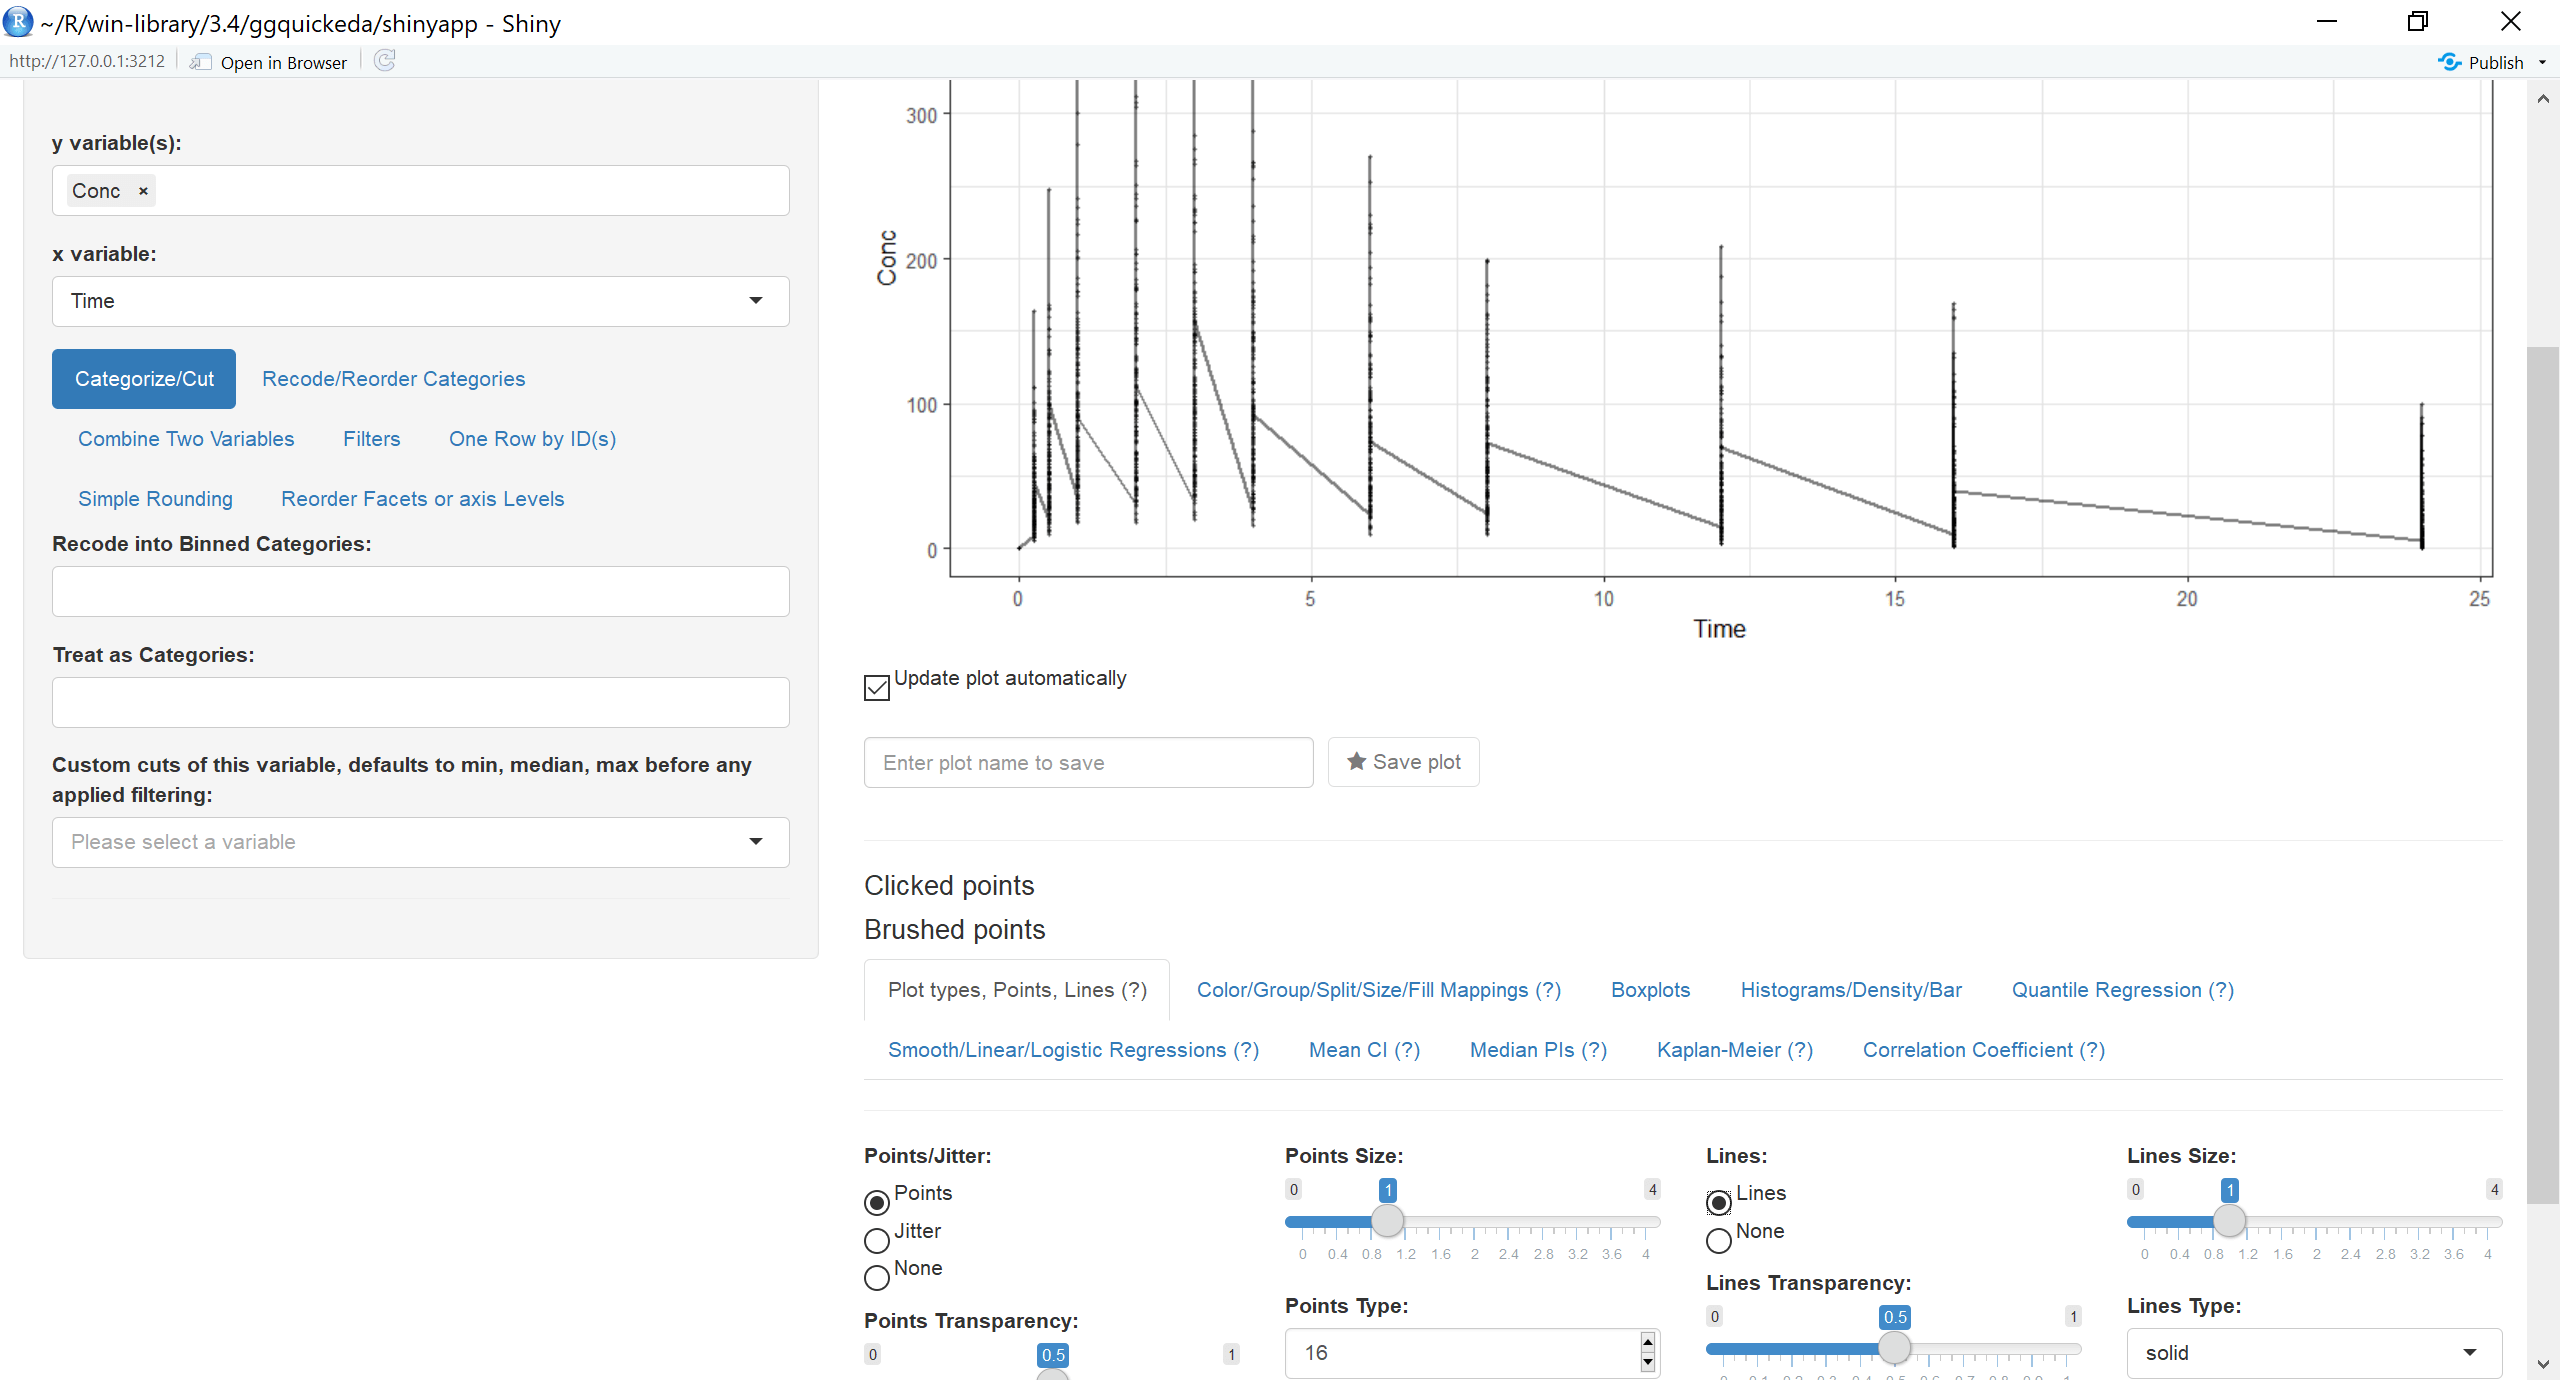 ~/R/win-library/3.4/ggquickeda/shinyapp - Shiny
http://127.0.0.1:3212 Open in Browser Publish
y variable(s):
Conc ×
x variable:
Time
Categorize/Cut Recode/Reorder Categories
Combine Two Variables Filters One Row by ID(s)
Simple Rounding Reorder Facets or axis Levels
Recode into Binned Categories:
Treat as Categories:
Custom cuts of this variable, defaults to min, median, max before any
applied filtering:
Please select a variable
300
200
100
0
Conc
0 5 10 15 20 25
Time
Update plot automatically
Enter plot name to save Save plot
Clicked points
Brushed points
Plot types, Points, Lines (?) Color/Group/Split/Size/Fill Mappings (?) Boxplots Histograms/Density/Bar Quantile Regression (?)
Smooth/Linear/Logistic Regressions (?) Mean CI (?) Median PIs (?) Kaplan-Meier (?) Correlation Coefficient (?)
Points/Jitter:
Points
Jitter
None
Points Transparency:
0 0.5 1
Points Size:
0 1 4
0 0.4 0.8 1.2 1.6 2 2.4 2.8 3.2 3.6 4
Points Type:
16
Lines:
Lines
None
Lines Transparency:
0 0.5 1
Lines Size:
0 1 4
0 0.4 0.8 1.2 1.6 2 2.4 2.8 3.2 3.6 4
Lines Type:
solid